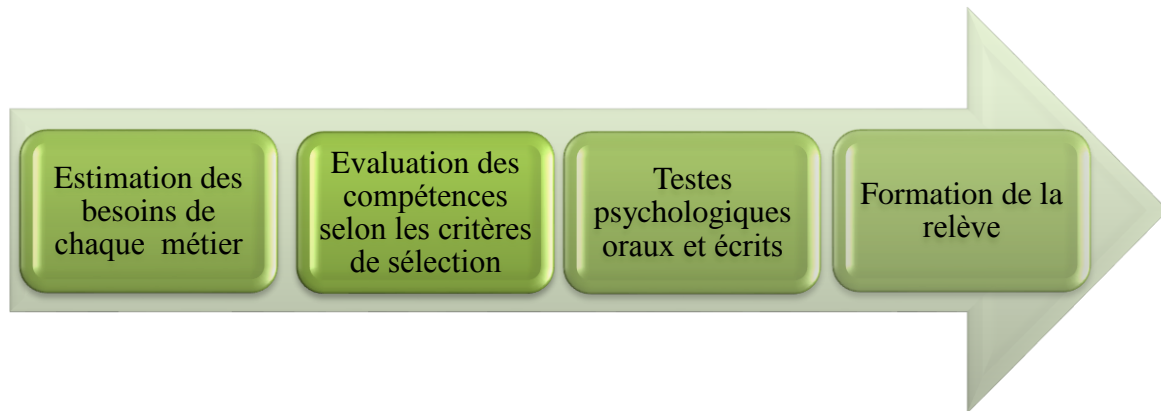 Estimation des
besoins de
chaque métier
Evaluation des
compétences
selon les critères
de sélection
Testes
psychologiques
oraux et écrits
Formation de la
relève